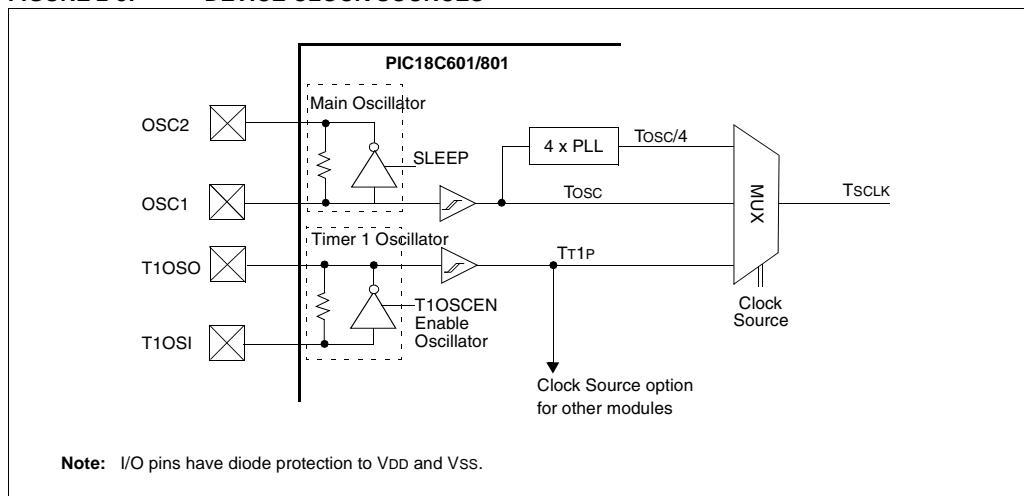 PIC18C601/801
Main Oscillator
OSC2
SLEEP
4 x PLL
TOSC/4
OSC1
TOSC
MUX
TSCLK
Timer 1 Oscillator
T1OSO
TT1P
T1OSCEN
Enable
Oscillator
T1OSI
Clock
Source
Clock Source option
for other modules
Note: I/O pins have diode protection to VDD and VSS.